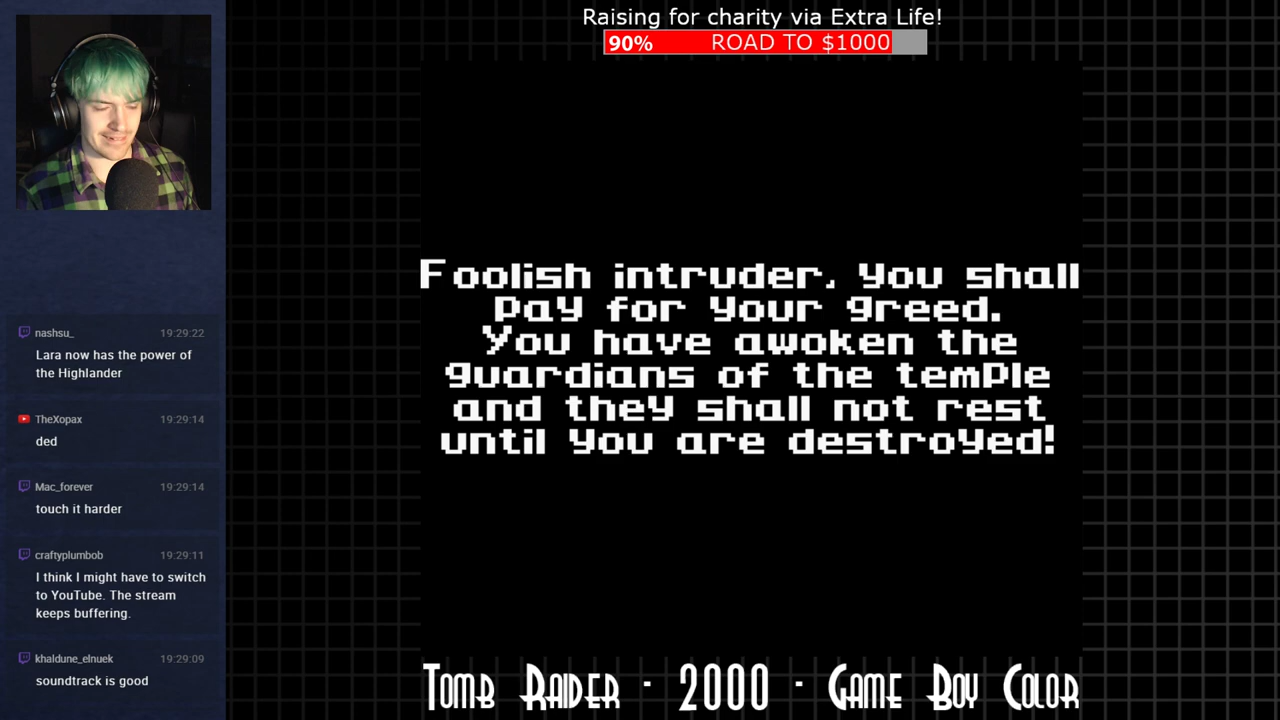 Raising for charity via Extra Life!
90% ROAD TO $1000
nashsu_ 19:29:22
Lara now has the power of
the Highlander
TheXopax 19:29:14
ded
Mac_forever 19:29:14
touch it harder
craftyplumbob 19:29:11
I think I might have to switch
to YouTube. The stream
keeps buffering.
khaldune_elnuek 19:29:09
soundtrack is good
Foolish intruder, you shall
pay for your greed.
You have awoken the
guardians of the temple
and they shall not rest
until you are destroyed!
Tomb Raider - 2000 - Game Boy Color